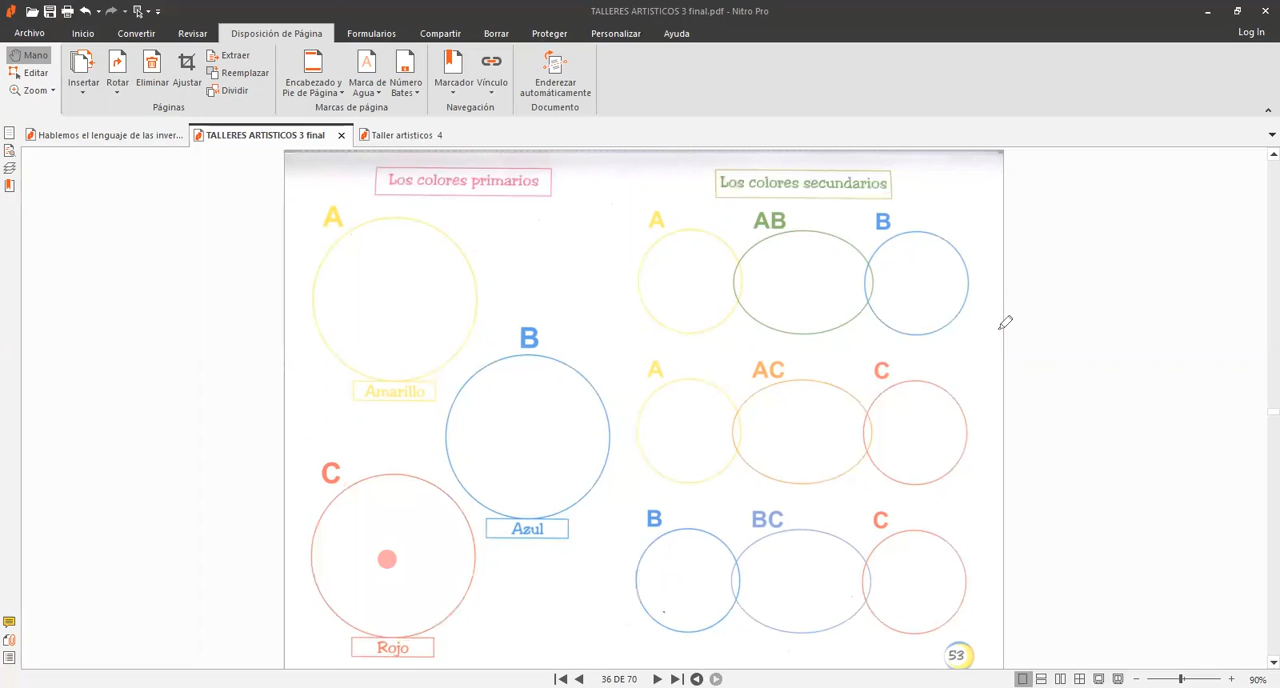 TALLERES ARTISTICOS 3 final.pdf - Nitro Pro
Archivo Inicio Convertir Revisar Disposición de Página Formularios Compartir Borrar Proteger Personalizar Ayuda Log In
Mano
Editar
Zoom
Insertar Rotar Eliminar Ajustar
Extraer
Reemplazar
Dividir
Páginas
Encabezado y Pie de Página
Marca de Agua
Número Bates
Marcas de página
Marcador Vínculo
Navegación
Enderezar automáticamente
Documento
Hablemos el lenguaje de las inver... TALLERES ARTISTICOS 3 final Taller artisticos 4
Los colores primarios
A
Amarillo
B
Azul
C
Rojo
Los colores secundarios
A AB B
A AC C
B BC C
53
36 DE 70
90%